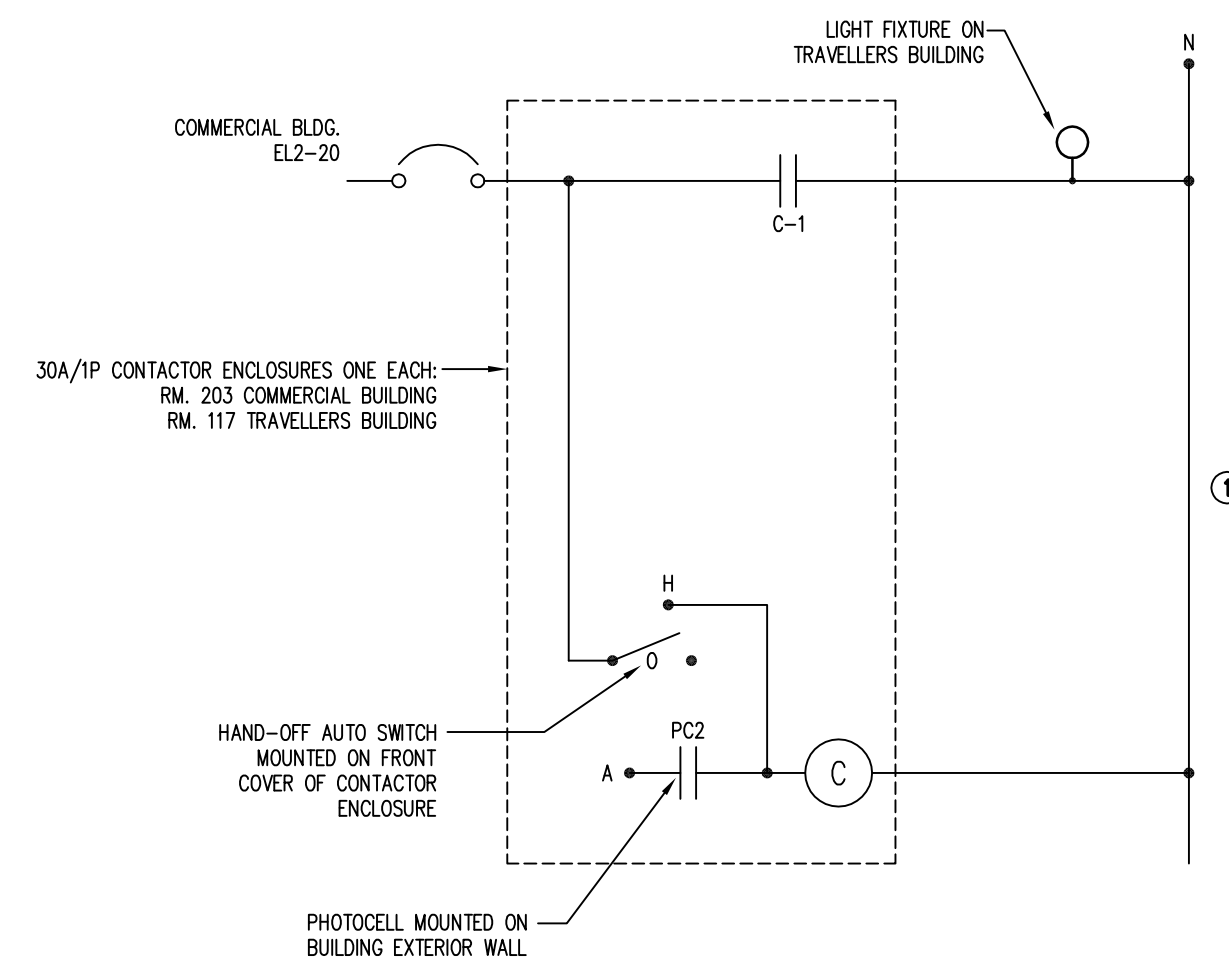 LIGHT FIXTURE ON
TRAVELLERS BUILDING
N
COMMERCIAL BLDG.
EL2-20
C-1
30A/1P CONTACTOR ENCLOSURES ONE EACH:
RM. 203 COMMERCIAL BUILDING
RM. 117 TRAVELLERS BUILDING
1
H
O
HAND-OFF AUTO SWITCH
MOUNTED ON FRONT
COVER OF CONTACTOR
ENCLOSURE
PC2
A
C
PHOTOCELL MOUNTED ON
BUILDING EXTERIOR WALL